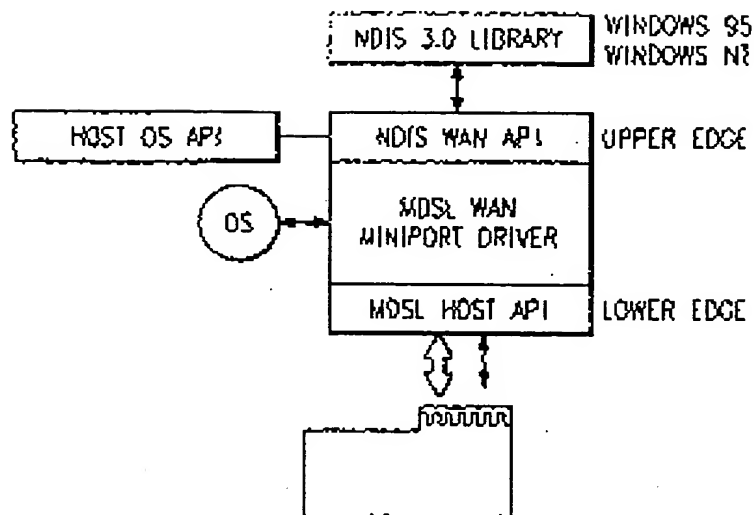 NDIS 3.0 LIBRARY
WINDOWS 95
WINDOWS NT
HOST OS API
NDIS WAN API
UPPER EDGE
OS
MDSL WAN
MINIPORT DRIVER
MDSL HOST API
LOWER EDGE